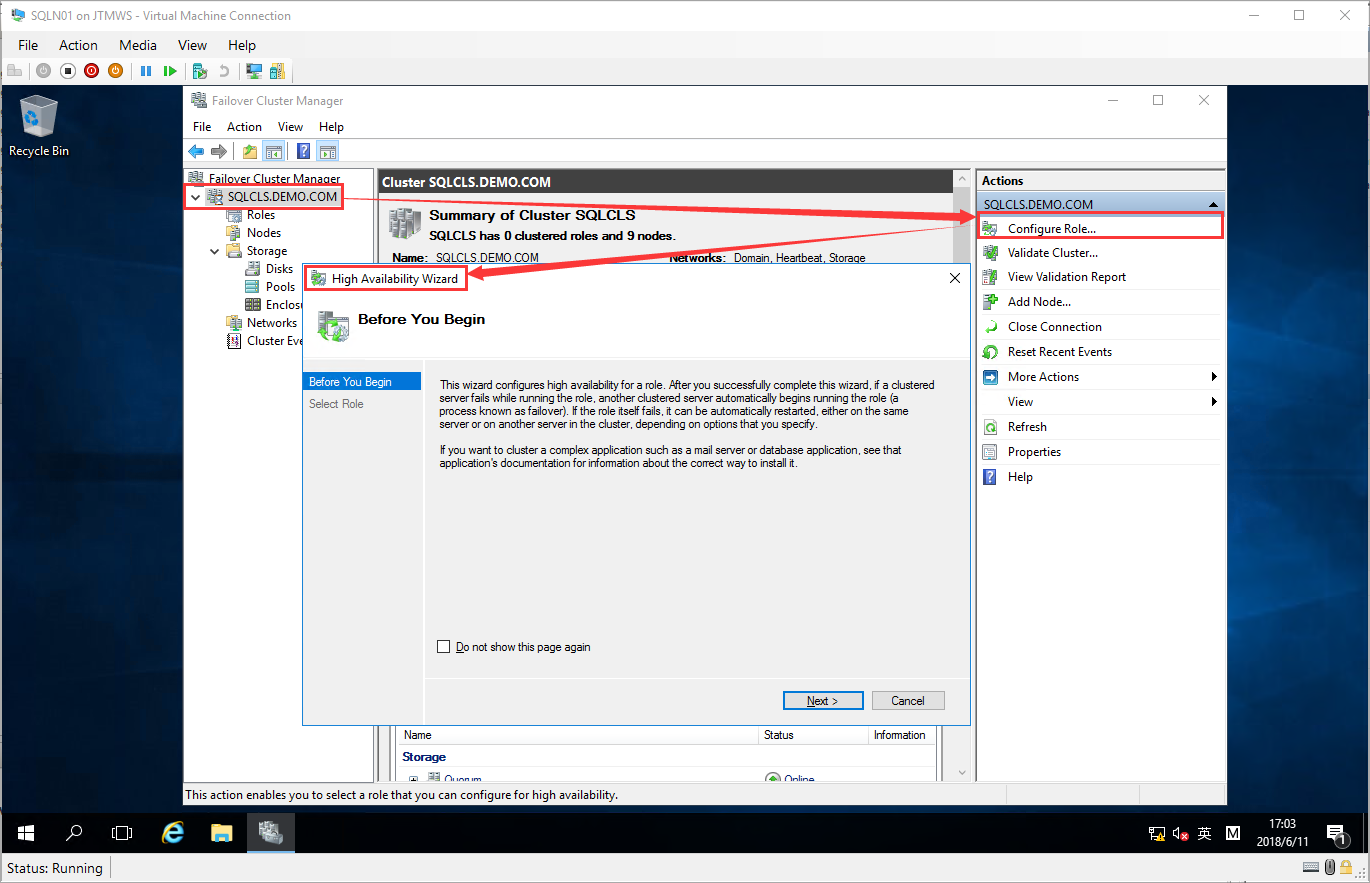 SQLN01 on JTMWS - Virtual Machine Connection
File Action Media View Help
Recycle Bin
Failover Cluster Manager
File Action View Help
Failover Cluster Manager
SQLCLS.DEMO.COM
Roles
Nodes
Storage
Disks
Pools
Networks
Cluster SQLCLS.DEMO.COM
Summary of Cluster SQLCLS
SQLCLS has 0 clustered roles and 9 nodes.
Name: SQLCLS.DEMO.COM Networks: Domain, Heartbeat, Storage
High Availability Wizard
Before You Begin
Before You Begin
Select Role
This wizard configures high availability for a role. After you successfully complete this wizard, if a clustered
server fails while running the role, another clustered server automatically begins running the role (a
process known as failover). If the role itself fails, it can be automatically restarted, either on the same
server or on another server in the cluster, depending on options that you specify.
If you want to cluster a complex application such as a mail server or database application, see that
application's documentation for information about the correct way to install it.
Do not show this page again
Next > Cancel
Name Status Information
Storage
Quorum Online
Actions
SQLCLS.DEMO.COM
Configure Role...
Validate Cluster...
View Validation Report
Add Node...
Close Connection
Reset Recent Events
More Actions
View
Refresh
Properties
Help
This action enables you to select a role that you can configure for high availability.
英 M
17:03
2018/6/11
1
Status: Running